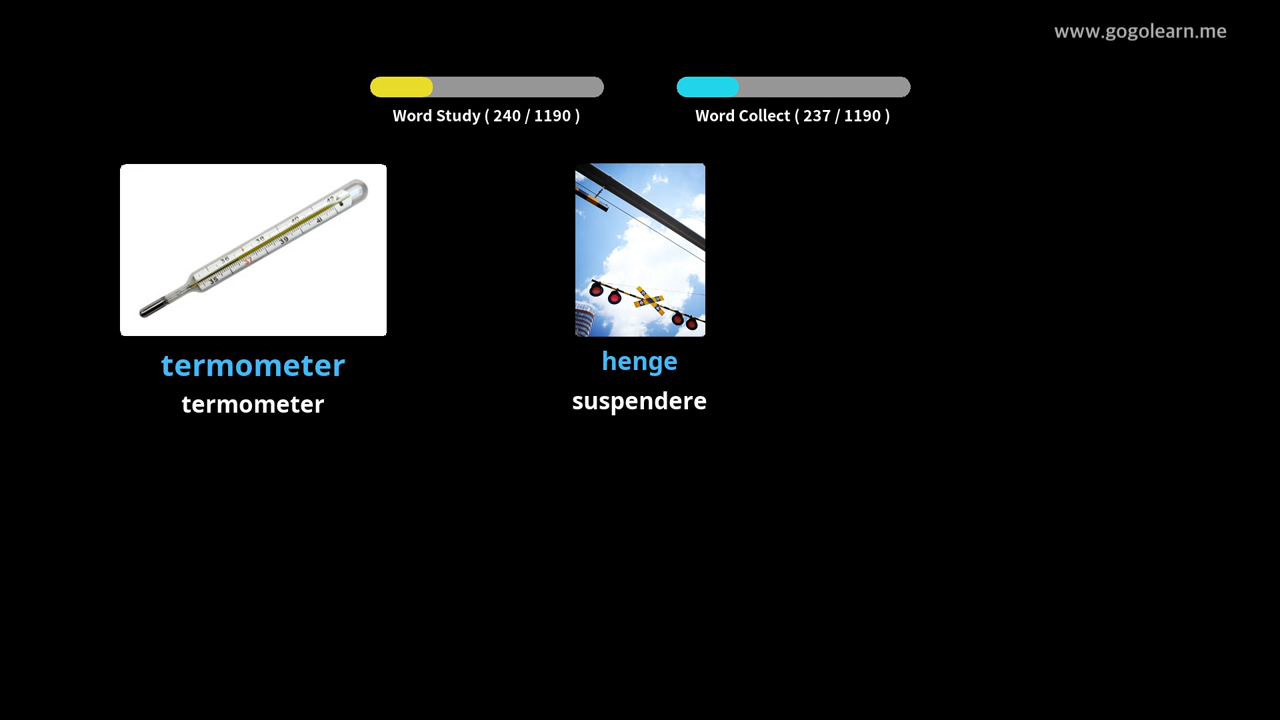 www.gogolearn.me
Word Study ( 240 / 1190 )
Word Collect ( 237 / 1190 )
termometer
termometer
henge
suspendere